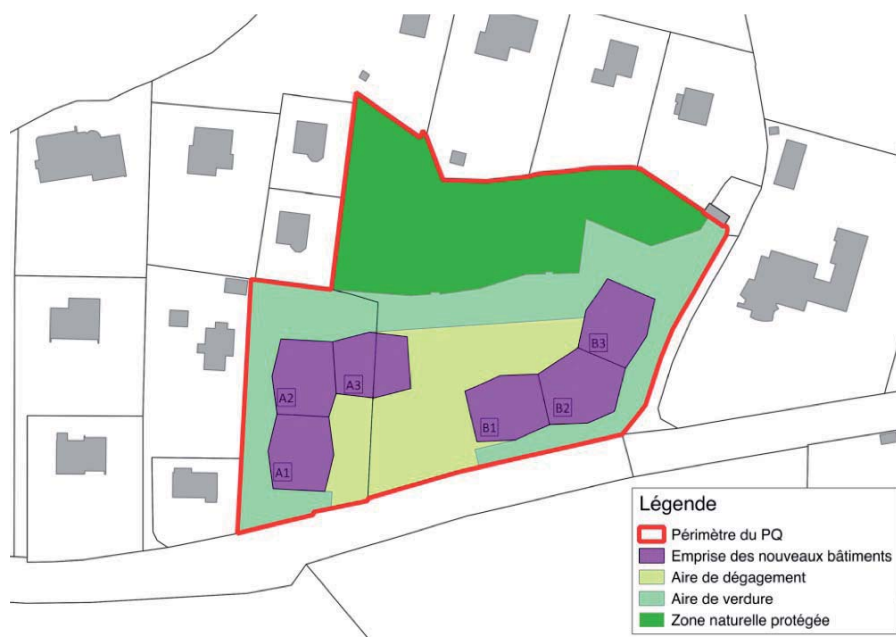 B3
A2
A3
B1
B2
A1
Légende
Périmètre du PQ
Emprise des nouveaux bâtiments
Aire de dégagement
Aire de verdure
Zone naturelle protégée